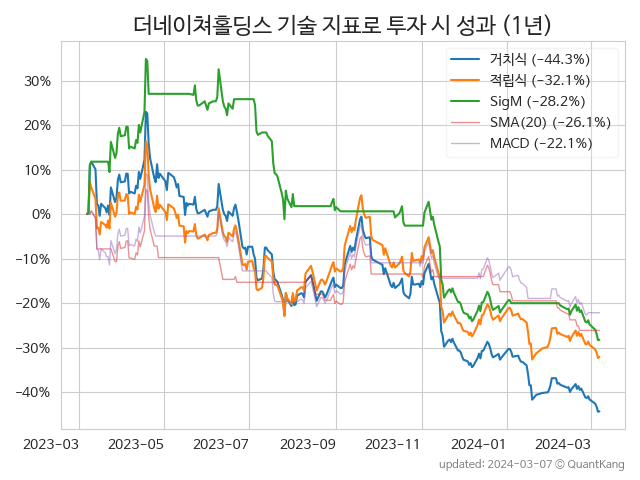 더네이쳐홀딩스 기술 지표로 투자 시 성과 (1년)
거치식 (−44.3%)
적립식 (−32.1%)
SigM (−28.2%)
SMA(20) (−26.1%)
MACD (−22.1%)
30%
20%
10%
0%
−10%
−20%
−30%
−40%
2023-03 2023-05 2023-07 2023-09 2023-11 2024-01 2024-03
updated: 2024-03-07 © QuantKang